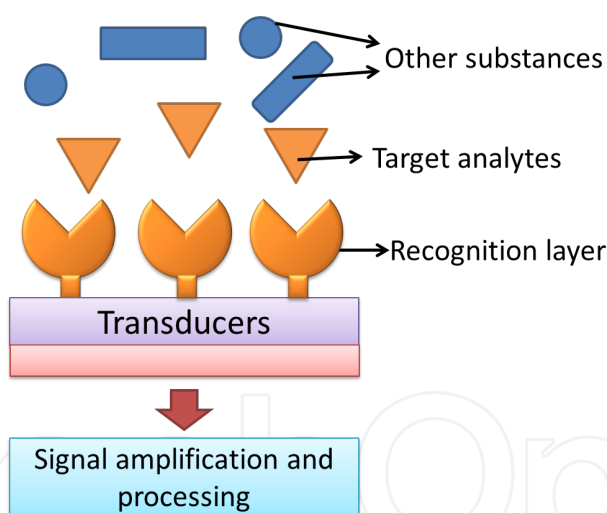 Other substances
Target analytes
Recognition layer
Transducers
Signal amplification and
processing